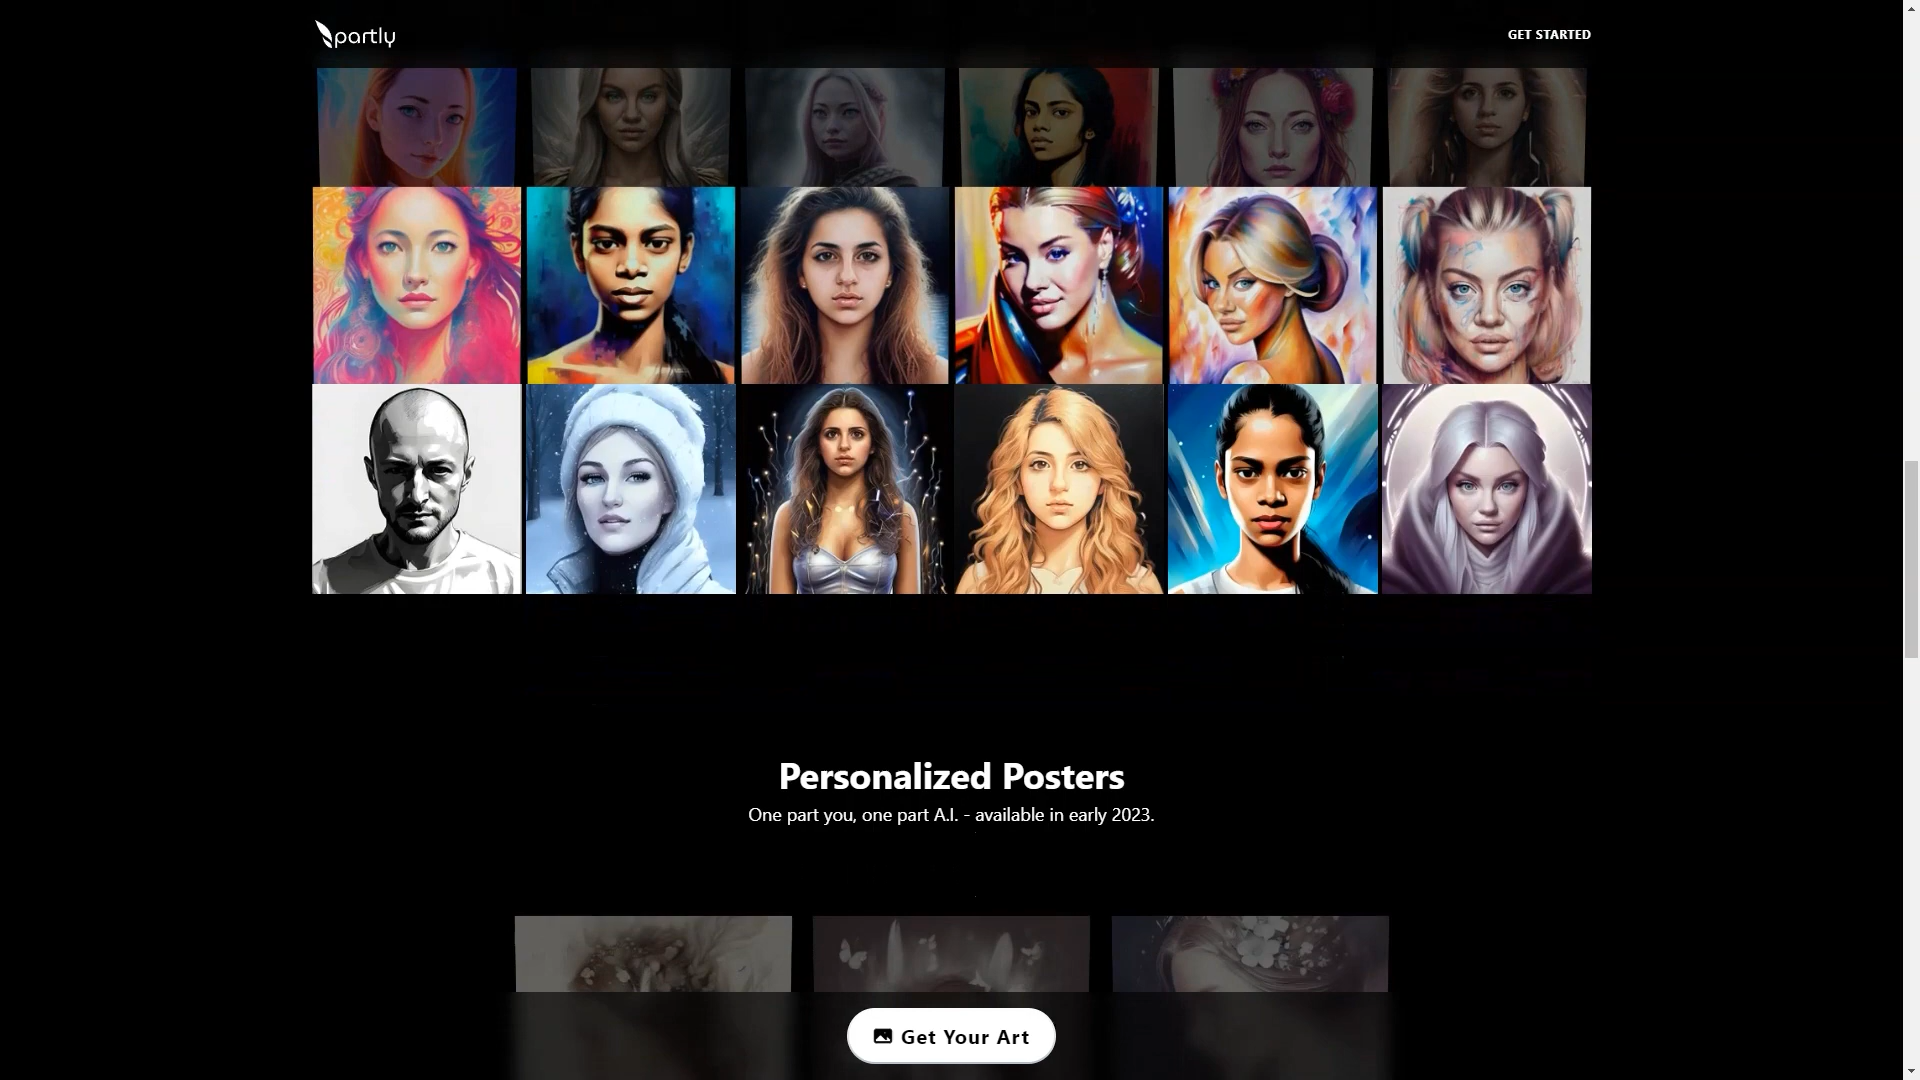 partly
GET STARTED
Personalized Posters
One part you, one part A.I. - available in early 2023.
Get Your Art